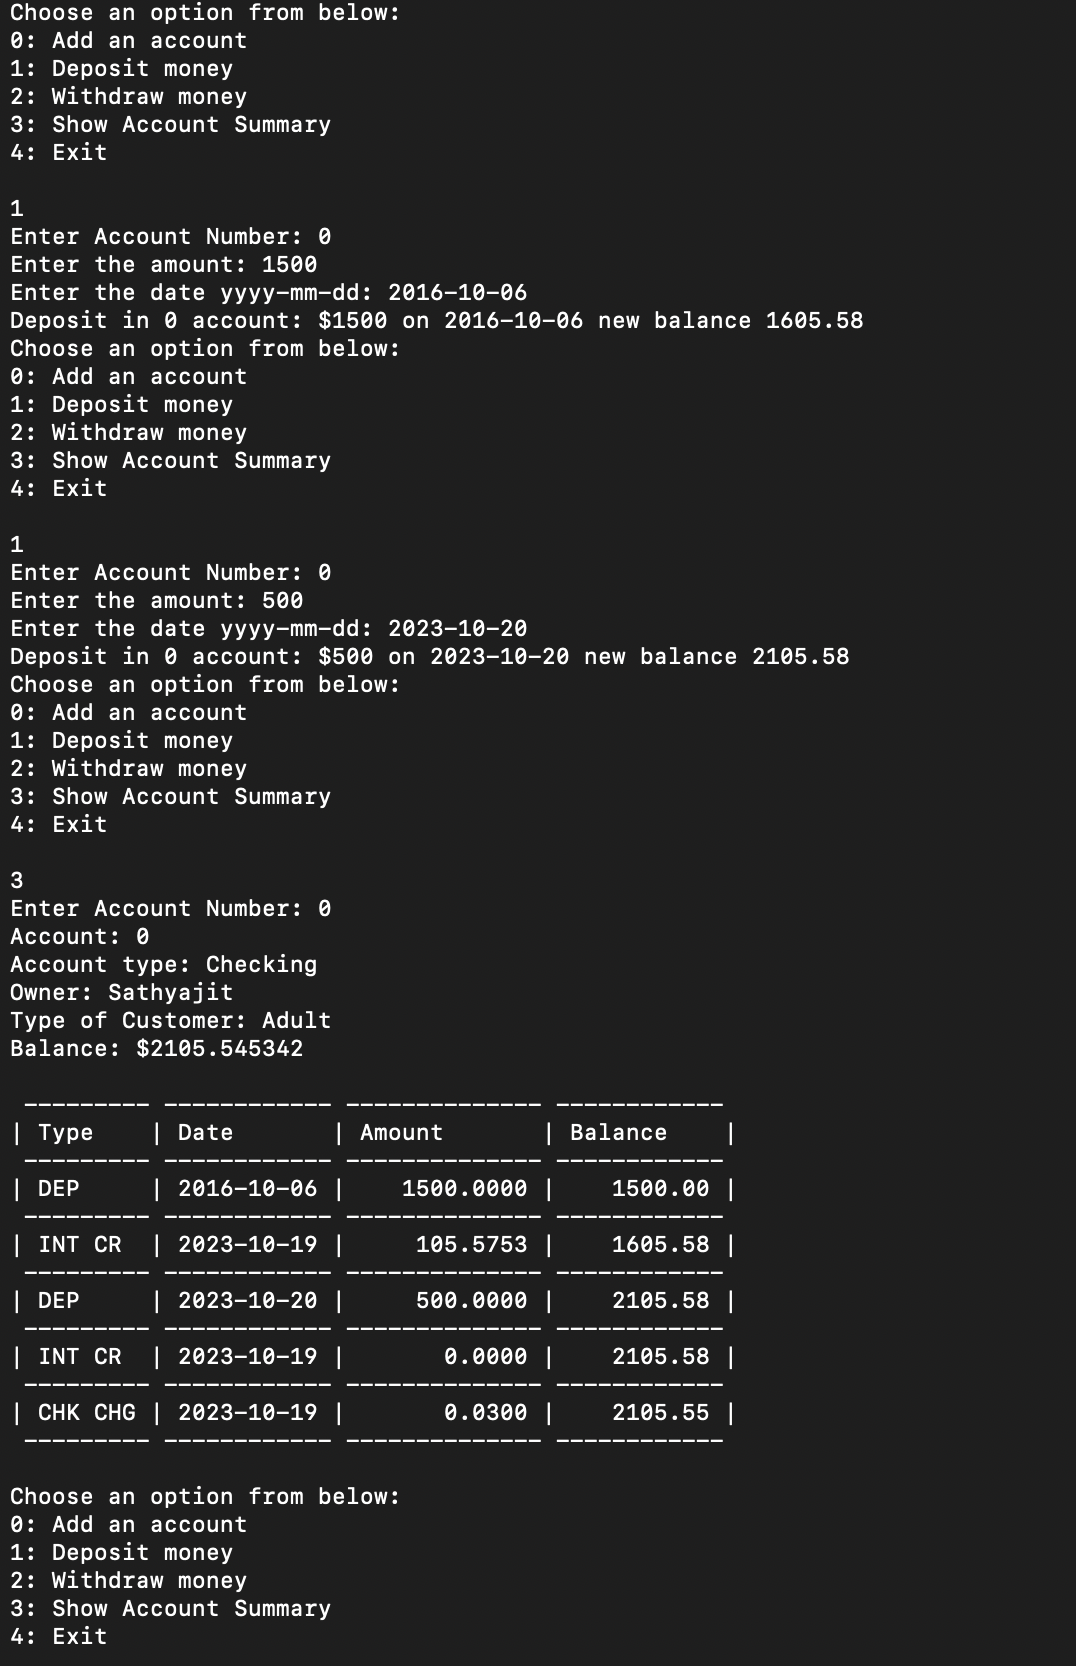 Choose an option from below:
0: Add an account
1: Deposit money
2: Withdraw money
3: Show Account Summary
4: Exit
1
Enter Account Number: 0
Enter the amount: 1500
Enter the date yyyy-mm-dd: 2016-10-06
Deposit in 0 account: $1500 on 2016-10-06 new balance 1605.58
Choose an option from below:
0: Add an account
1: Deposit money
2: Withdraw money
3: Show Account Summary
4: Exit
1
Enter Account Number: 0
Enter the amount: 500
Enter the date yyyy-mm-dd: 2023-10-20
Deposit in 0 account: $500 on 2023-10-20 new balance 2105.58
Choose an option from below:
0: Add an account
1: Deposit money
2: Withdraw money
3: Show Account Summary
4: Exit
3
Enter Account Number: 0
Account: 0
Account type: Checking
Owner: Sathyajit
Type of Customer: Adult
Balance: $2105.545342
--------- ------------ -------------- ------------
| Type    | Date       | Amount       | Balance    |
--------- ------------ -------------- ------------
| DEP     | 2016-10-06 |    1500.0000 |    1500.00 |
--------- ------------ -------------- ------------
| INT CR  | 2023-10-19 |     105.5753 |    1605.58 |
--------- ------------ -------------- ------------
| DEP     | 2023-10-20 |     500.0000 |    2105.58 |
--------- ------------ -------------- ------------
| INT CR  | 2023-10-19 |       0.0000 |    2105.58 |
--------- ------------ -------------- ------------
| CHK CHG | 2023-10-19 |       0.0300 |    2105.55 |
--------- ------------ -------------- ------------
Choose an option from below:
0: Add an account
1: Deposit money
2: Withdraw money
3: Show Account Summary
4: Exit